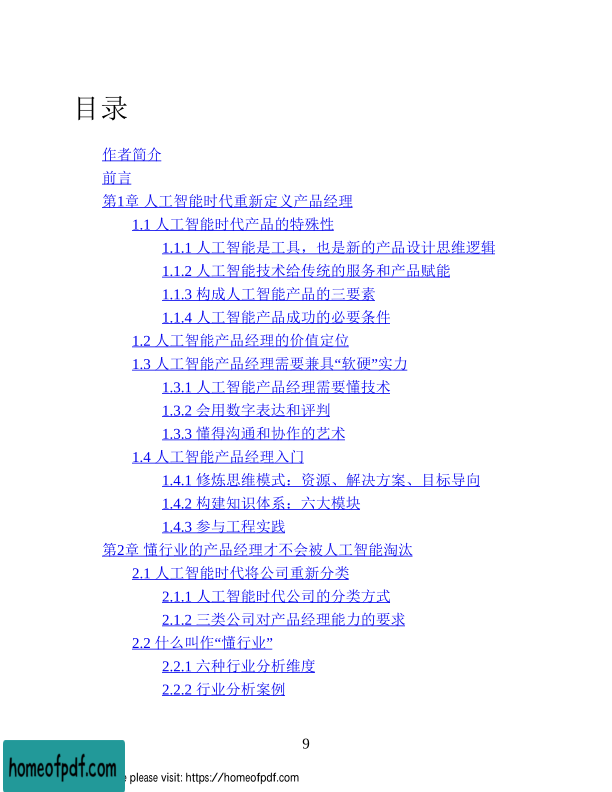 目录
作者简介
前言
第1章 人工智能时代重新定义产品经理
1.1 人工智能时代产品的特殊性
1.1.1 人工智能是工具，也是新的产品设计思维逻辑
1.1.2 人工智能技术给传统的服务和产品赋能
1.1.3 构成人工智能产品的三要素
1.1.4 人工智能产品成功的必要条件
1.2 人工智能产品经理的价值定位
1.3 人工智能产品经理需要兼具“软硬”实力
1.3.1 人工智能产品经理需要懂技术
1.3.2 会用数字表达和评判
1.3.3 懂得沟通和协作的艺术
1.4 人工智能产品经理入门
1.4.1 修炼思维模式：资源、解决方案、目标导向
1.4.2 构建知识体系：六大模块
1.4.3 参与工程实践
第2章 懂行业的产品经理才不会被人工智能淘汰
2.1 人工智能时代将公司重新分类
2.1.1 人工智能时代公司的分类方式
2.1.2 三类公司对产品经理能力的要求
2.2 什么叫作“懂行业”
2.2.1 六种行业分析维度
2.2.2 行业分析案例
9
homeofpdf.com
please visit: https://homeofpdf.com